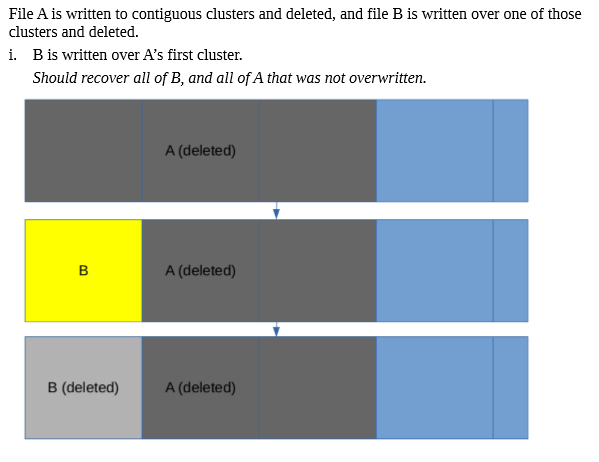 File A is written to contiguous clusters and deleted, and file B is written over one of those
clusters and deleted.
i. B is written over A’s first cluster.
Should recover all of B, and all of A that was not overwritten.
A (deleted)
B A (deleted)
B (deleted) A (deleted)